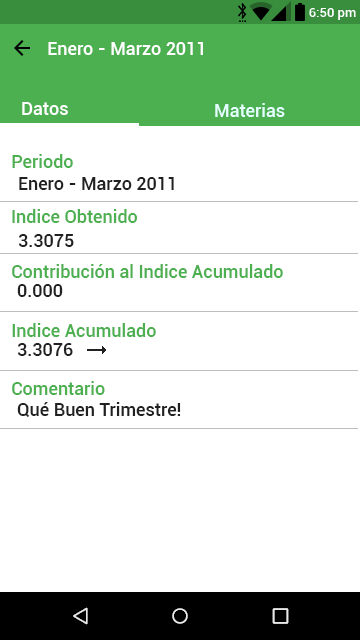 6:50 pm
Enero - Marzo 2011
Datos
Materias
Periodo
Enero - Marzo 2011
Indice Obtenido
3.3075
Contribución al Indice Acumulado
0.000
Indice Acumulado
3.3076
Comentario
Qué Buen Trimestre!